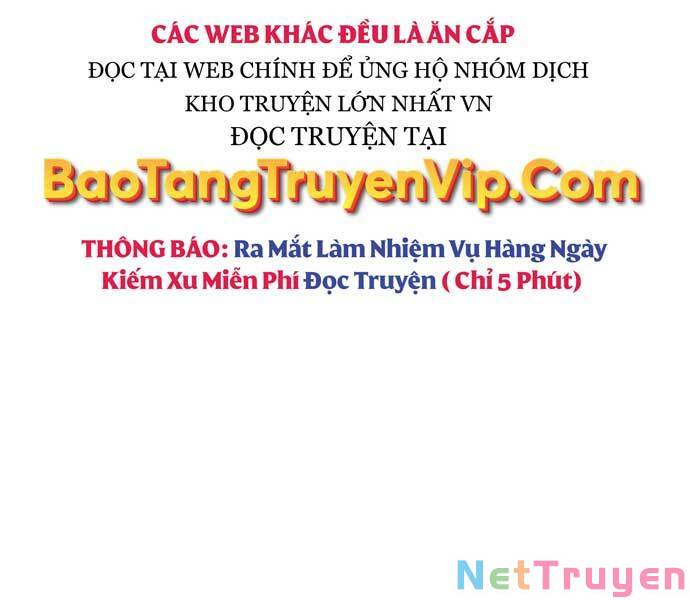 CÁC WEB KHÁC ĐỀU LÀ ĂN CẮP
ĐỌC TẠI WEB CHÍNH ĐỂ ỦNG HỘ NHÓM DỊCH
KHO TRUYỆN LỚN NHẤT VN
ĐỌC TRUYỆN TẠI
BaoTangTruyenVip.Com
THÔNG BÁO: Ra Mắt Làm Nhiệm Vụ Hàng Ngày
Kiếm Xu Miễn Phí Đọc Truyện ( Chỉ 5 Phút)
NetTruyen